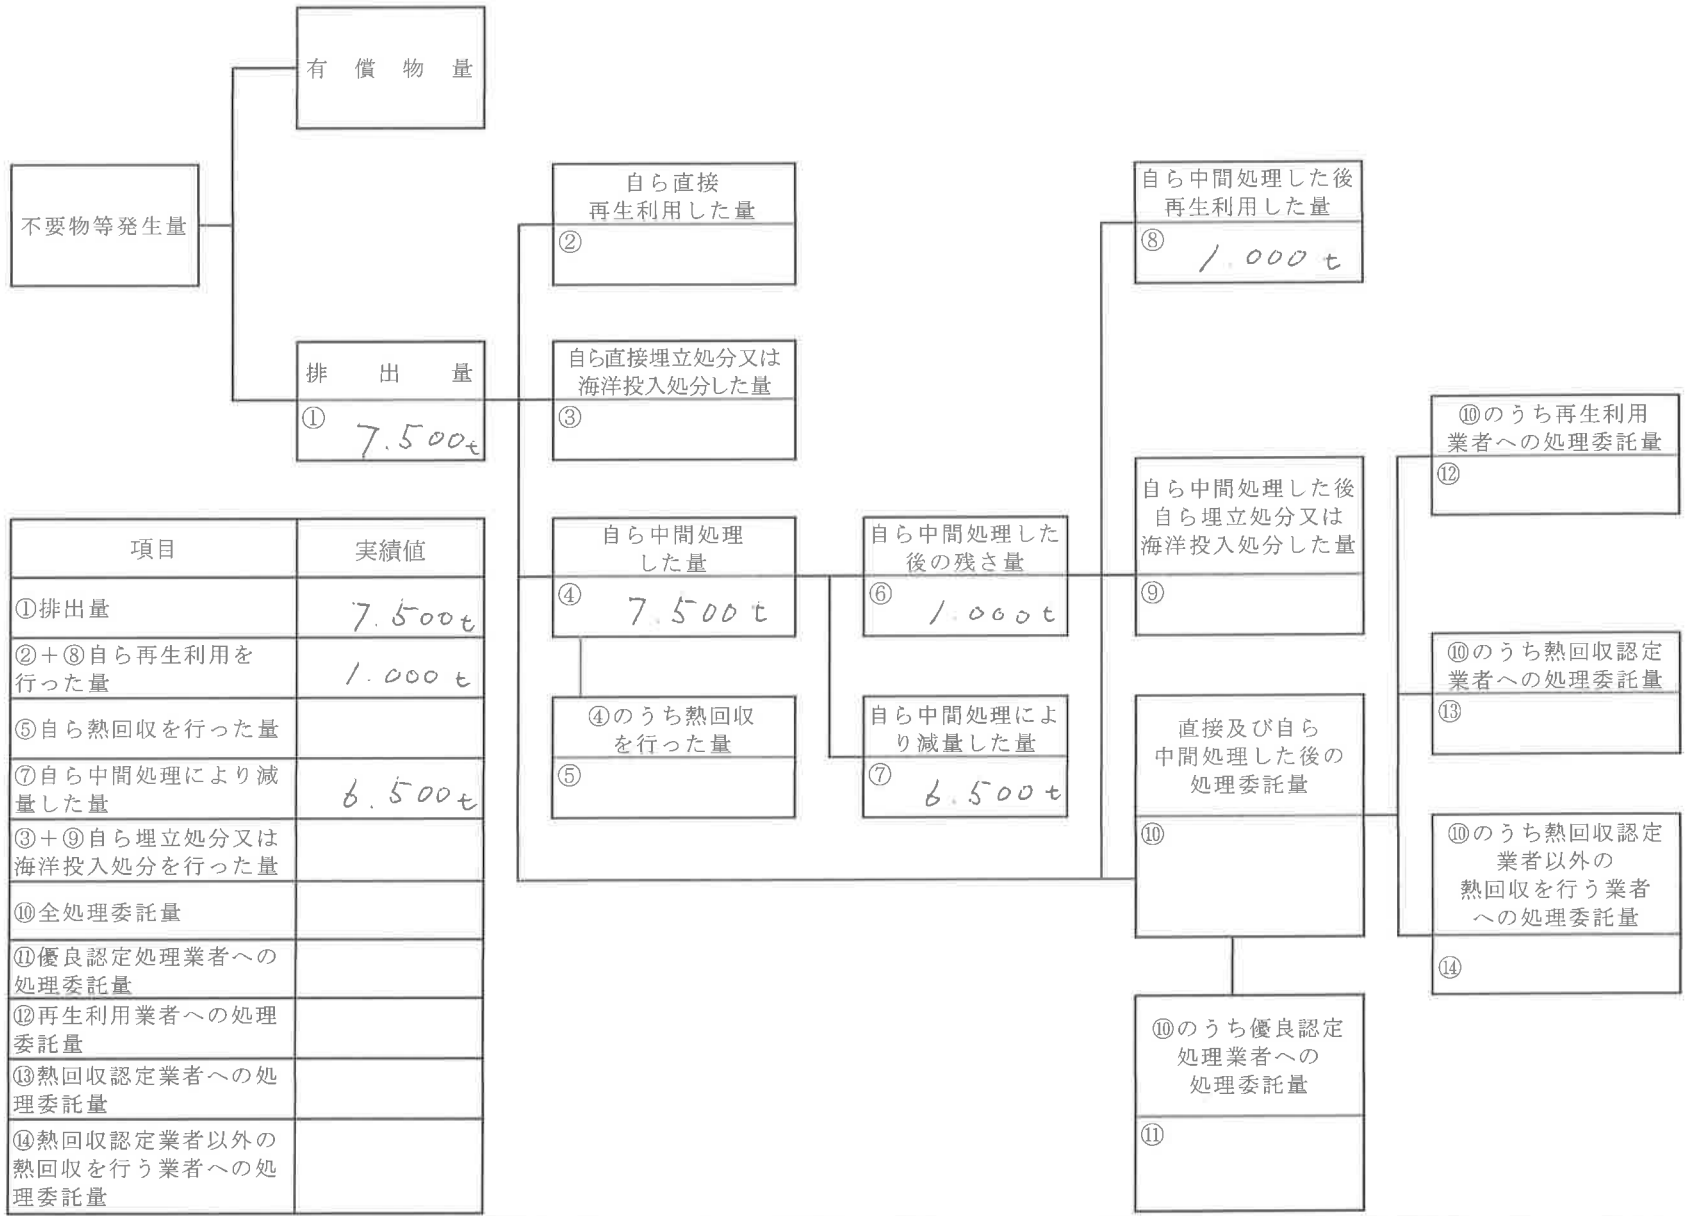 有償物量
不要物等発生量
排出量
①
7.500t
自ら直接
再生利用した量
②
自ら直接埋立処分又は
海洋投入処分した量
③
自ら中間処理
した量
④
7.500t
④のうち熱回収
を行った量
⑤
自ら中間処理した
後の残さ量
⑥
1.000t
自ら中間処理によ
り減量した量
⑦
6.500t
自ら中間処理した後
再生利用した量
⑧
1.000t
自ら中間処理した後
自ら埋立処分又は
海洋投入処分した量
⑨
直接及び自ら
中間処理した後の
処理委託量
⑩
⑩のうち優良認定
処理業者への
処理委託量
⑪
⑩のうち再生利用
業者への処理委託量
⑫
⑩のうち熱回収認定
業者への処理委託量
⑬
⑩のうち熱回収認定
業者以外の
熱回収を行う業者
への処理委託量
⑭
項目 実績値
①排出量 7.500t
②+⑧自ら再生利用を
行った量 1.000t
⑤自ら熱回収を行った量
⑦自ら中間処理により減
量した量 6.500t
③+⑨自ら埋立処分又は
海洋投入処分を行った量
⑩全処理委託量
⑪優良認定処理業者への
処理委託量
⑫再生利用業者への処理
委託量
⑬熱回収認定業者への処
理委託量
⑭熱回収認定業者以外の
熱回収を行う業者への処
理委託量